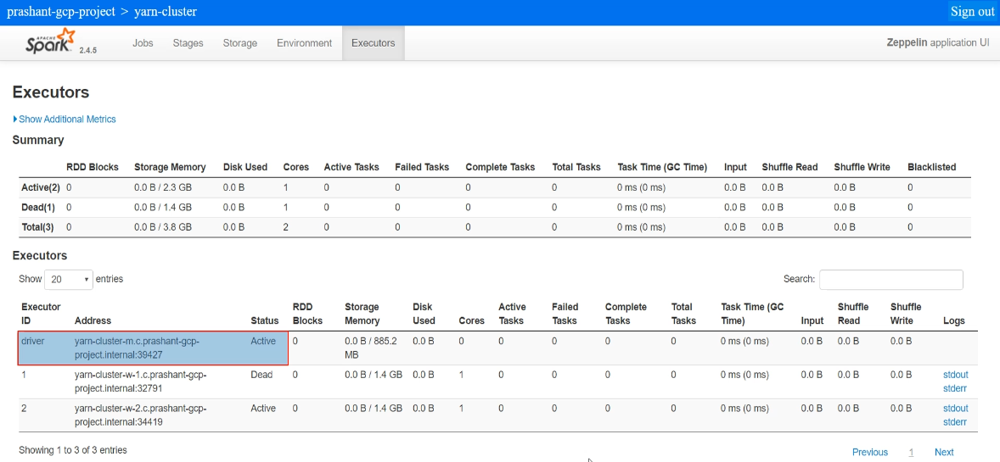 prashant-gcp-project > yarn-cluster Sign out
APACHE Spark 2.4.5 Jobs Stages Storage Environment Executors Zeppelin application UI
Executors
Show Additional Metrics
Summary
RDD Blocks Storage Memory Disk Used Cores Active Tasks Failed Tasks Complete Tasks Total Tasks Task Time (GC Time) Input Shuffle Read Shuffle Write Blacklisted
Active(2) 0 0.0 B / 2.3 GB 0.0 B 1 0 0 0 0 0 ms (0 ms) 0.0 B 0.0 B 0.0 B 0
Dead(1) 0 0.0 B / 1.4 GB 0.0 B 1 0 0 0 0 0 ms (0 ms) 0.0 B 0.0 B 0.0 B 0
Total(3) 0 0.0 B / 3.8 GB 0.0 B 2 0 0 0 0 0 ms (0 ms) 0.0 B 0.0 B 0.0 B 0
Executors
Show 20 entries Search:
Executor RDD Storage Disk Active Failed Complete Total Task Time (GC Shuffle Shuffle
ID Address Status Blocks Memory Used Cores Tasks Tasks Tasks Tasks Time) Input Read Write Logs
driver yarn-cluster-m.c.prashant-gcp- Active 0 0.0 B / 885.2 0.0 B 0 0 0 0 0 0 ms (0 ms) 0.0 B 0.0 B 0.0 B
project.internal:39427 MB
1 yarn-cluster-w-1.c.prashant-gcp- Dead 0 0.0 B / 1.4 GB 0.0 B 1 0 0 0 0 0 ms (0 ms) 0.0 B 0.0 B 0.0 B stdout
project.internal:32791 stderr
2 yarn-cluster-w-2.c.prashant-gcp- Active 0 0.0 B / 1.4 GB 0.0 B 1 0 0 0 0 0 ms (0 ms) 0.0 B 0.0 B 0.0 B stdout
project.internal:34419 stderr
Showing 1 to 3 of 3 entries Previous 1 Next